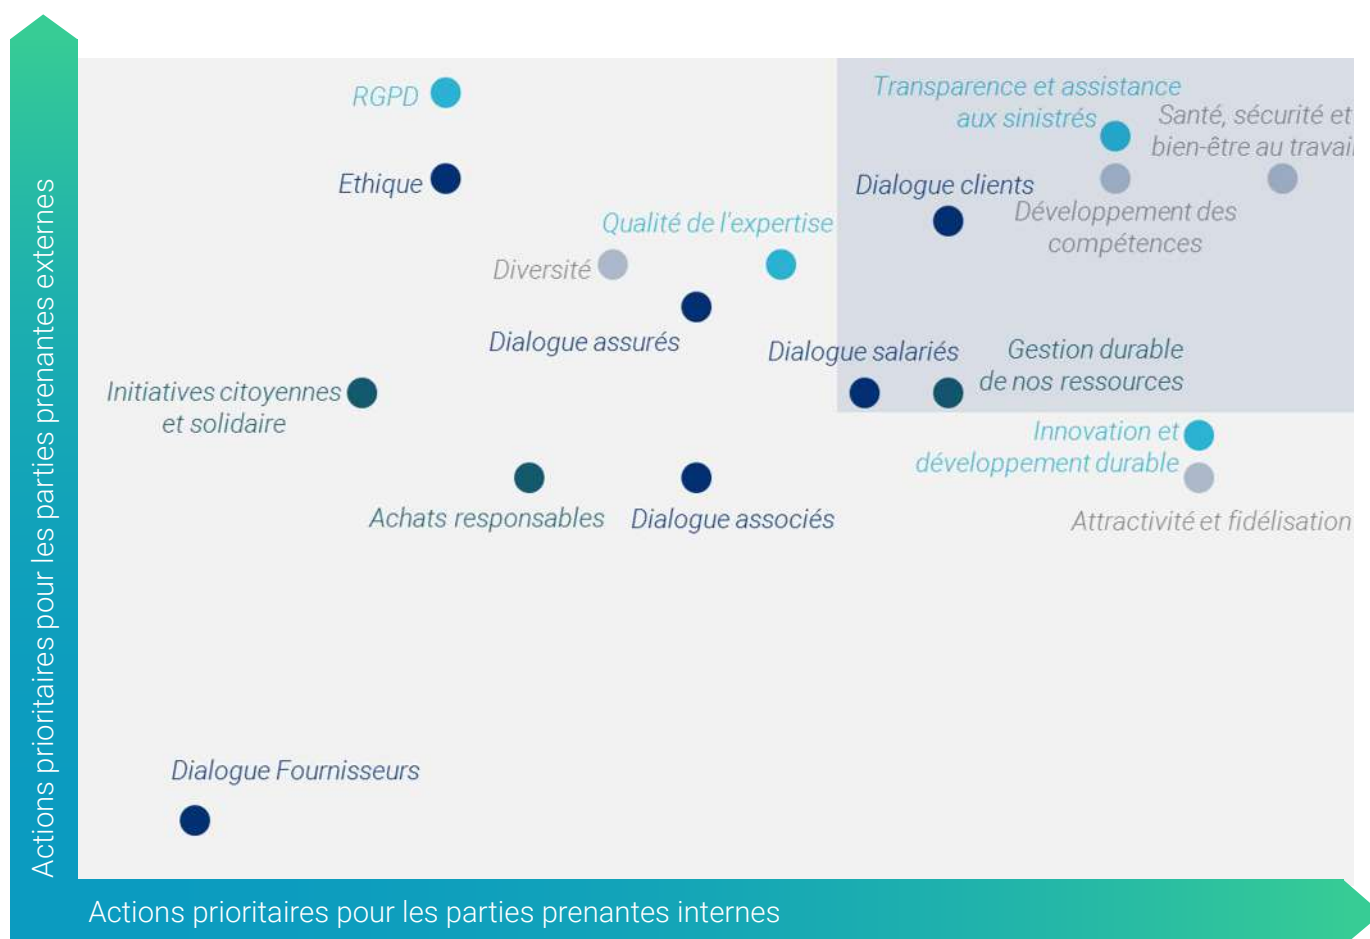 Actions prioritaires pour les parties prenantes externes
RGPD
Transparence et assistance
aux sinistrés
Santé, sécurité et
bien-être au travail
Ethique
Dialogue clients
Développement des
compétences
Qualité de l'expertise
Diversité
Dialogue assurés
Dialogue salariés
Gestion durable
de nos ressources
Initiatives citoyennes
et solidaire
Innovation et
développement durable
Achats responsables
Dialogue associés
Attractivité et fidélisation
Dialogue Fournisseurs
Actions prioritaires pour les parties prenantes internes